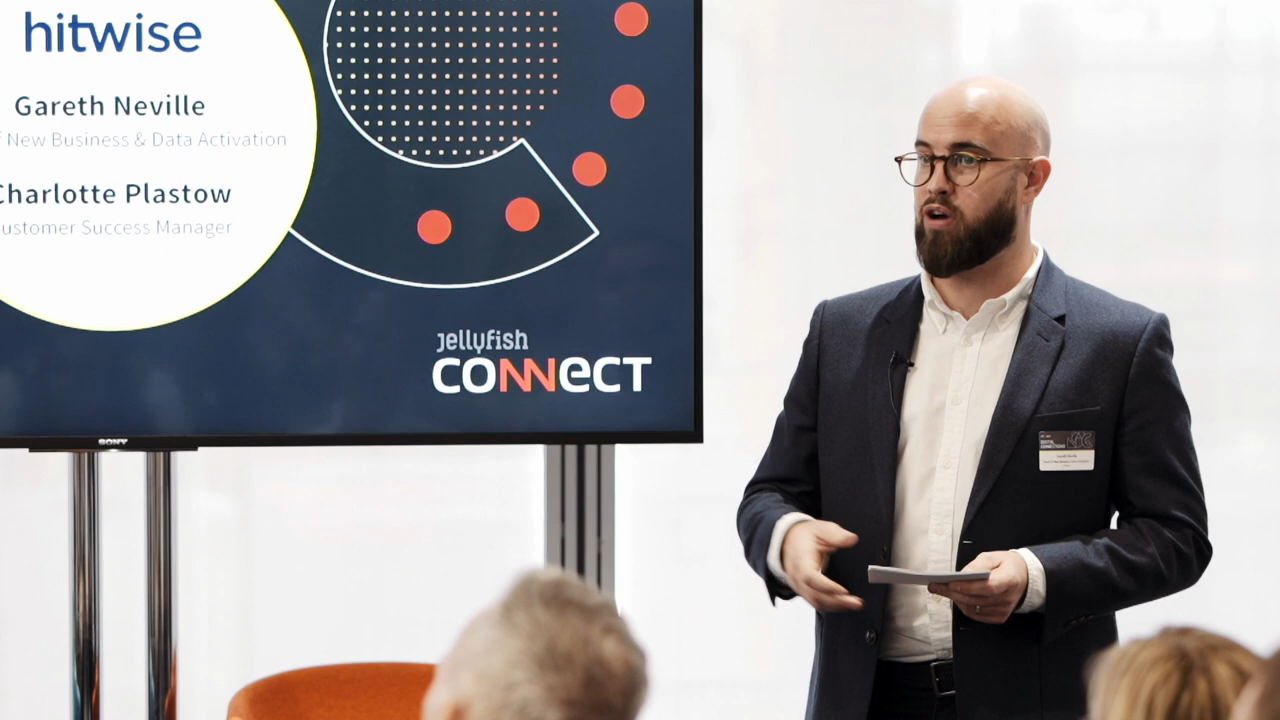 hitwise
Gareth Neville
New Business & Data Activation
Charlotte Plastow
ustomer Success Manager
jellyfish
CONNECT
SONY